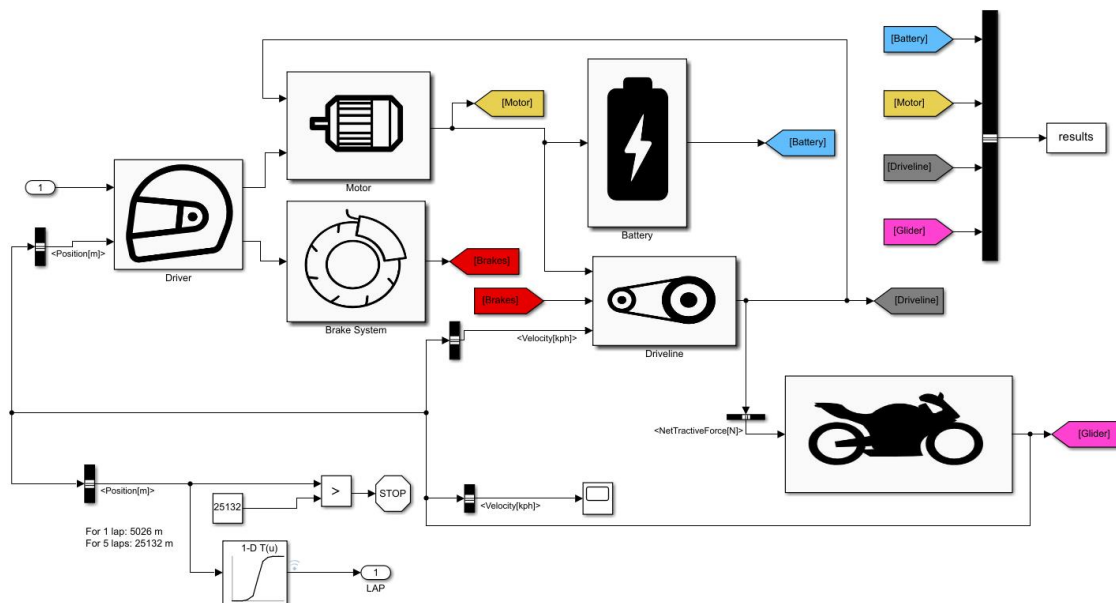 [Battery]
[Motor]
[Motor]
[Battery]
results
[Driveline]
1
Motor
[Glider]
<Position[m]>
Battery
Driver
[Brakes]
[Brakes]
[Driveline]
Brake System
<Velocity[kph]>
Driveline
<NetTractiveForce[N]>
[Glider]
<Position[m]>
>
STOP
25132
<Velocity[kph]>
For 1 lap: 5026 m
For 5 laps: 25132 m
1-D T(u)
1
LAP